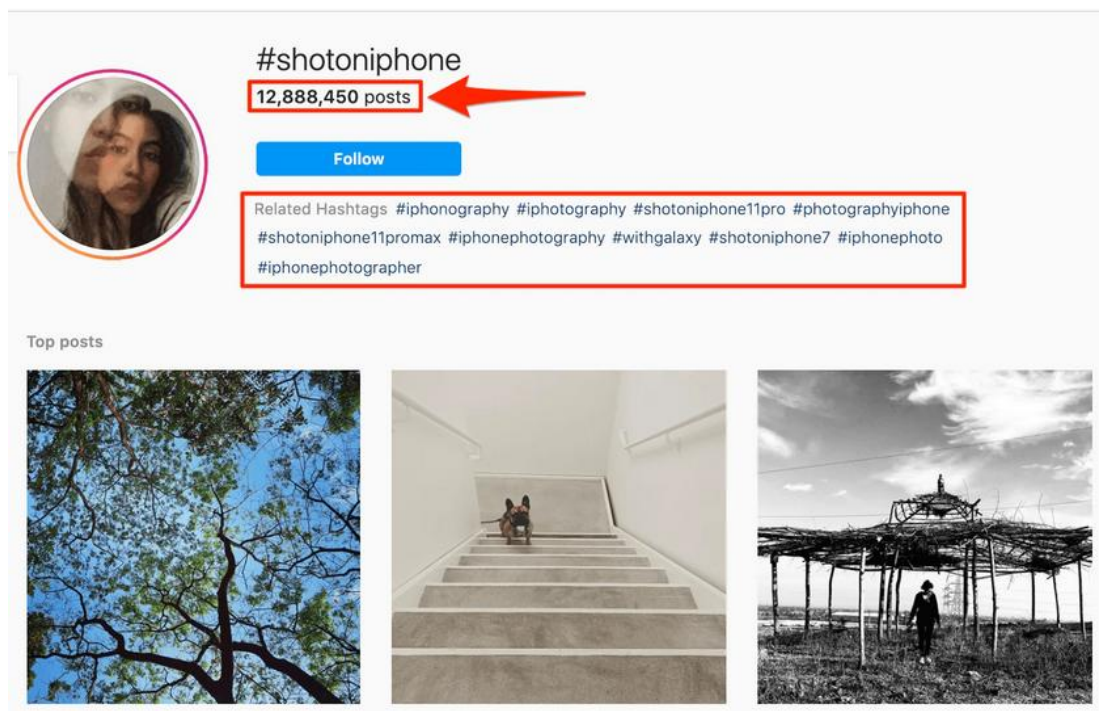 #shotoniphone
12,888,450 posts
Follow
Related Hashtags #iphonography #iphotography #shotoniphone11pro #photographyiphone
#shotoniphone11promax #iphonephotography #withgalaxy #shotoniphone7 #iphonephoto
#iphonephotographer
Top posts